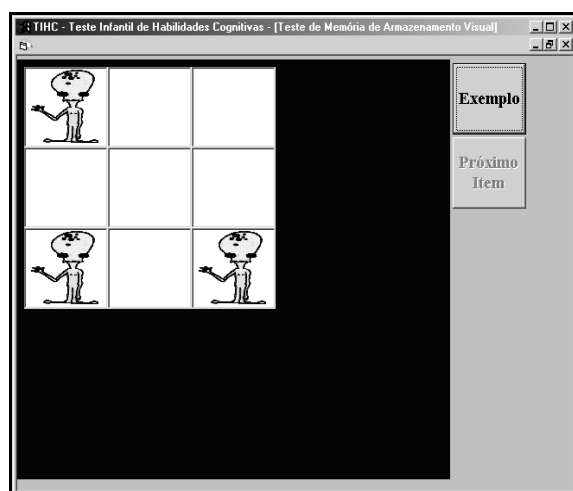 TIHC - Teste Infantil de Habilidades Cognitivas - [Teste de Memória de Armazenamento Visual]
Exemplo
Próximo
Item